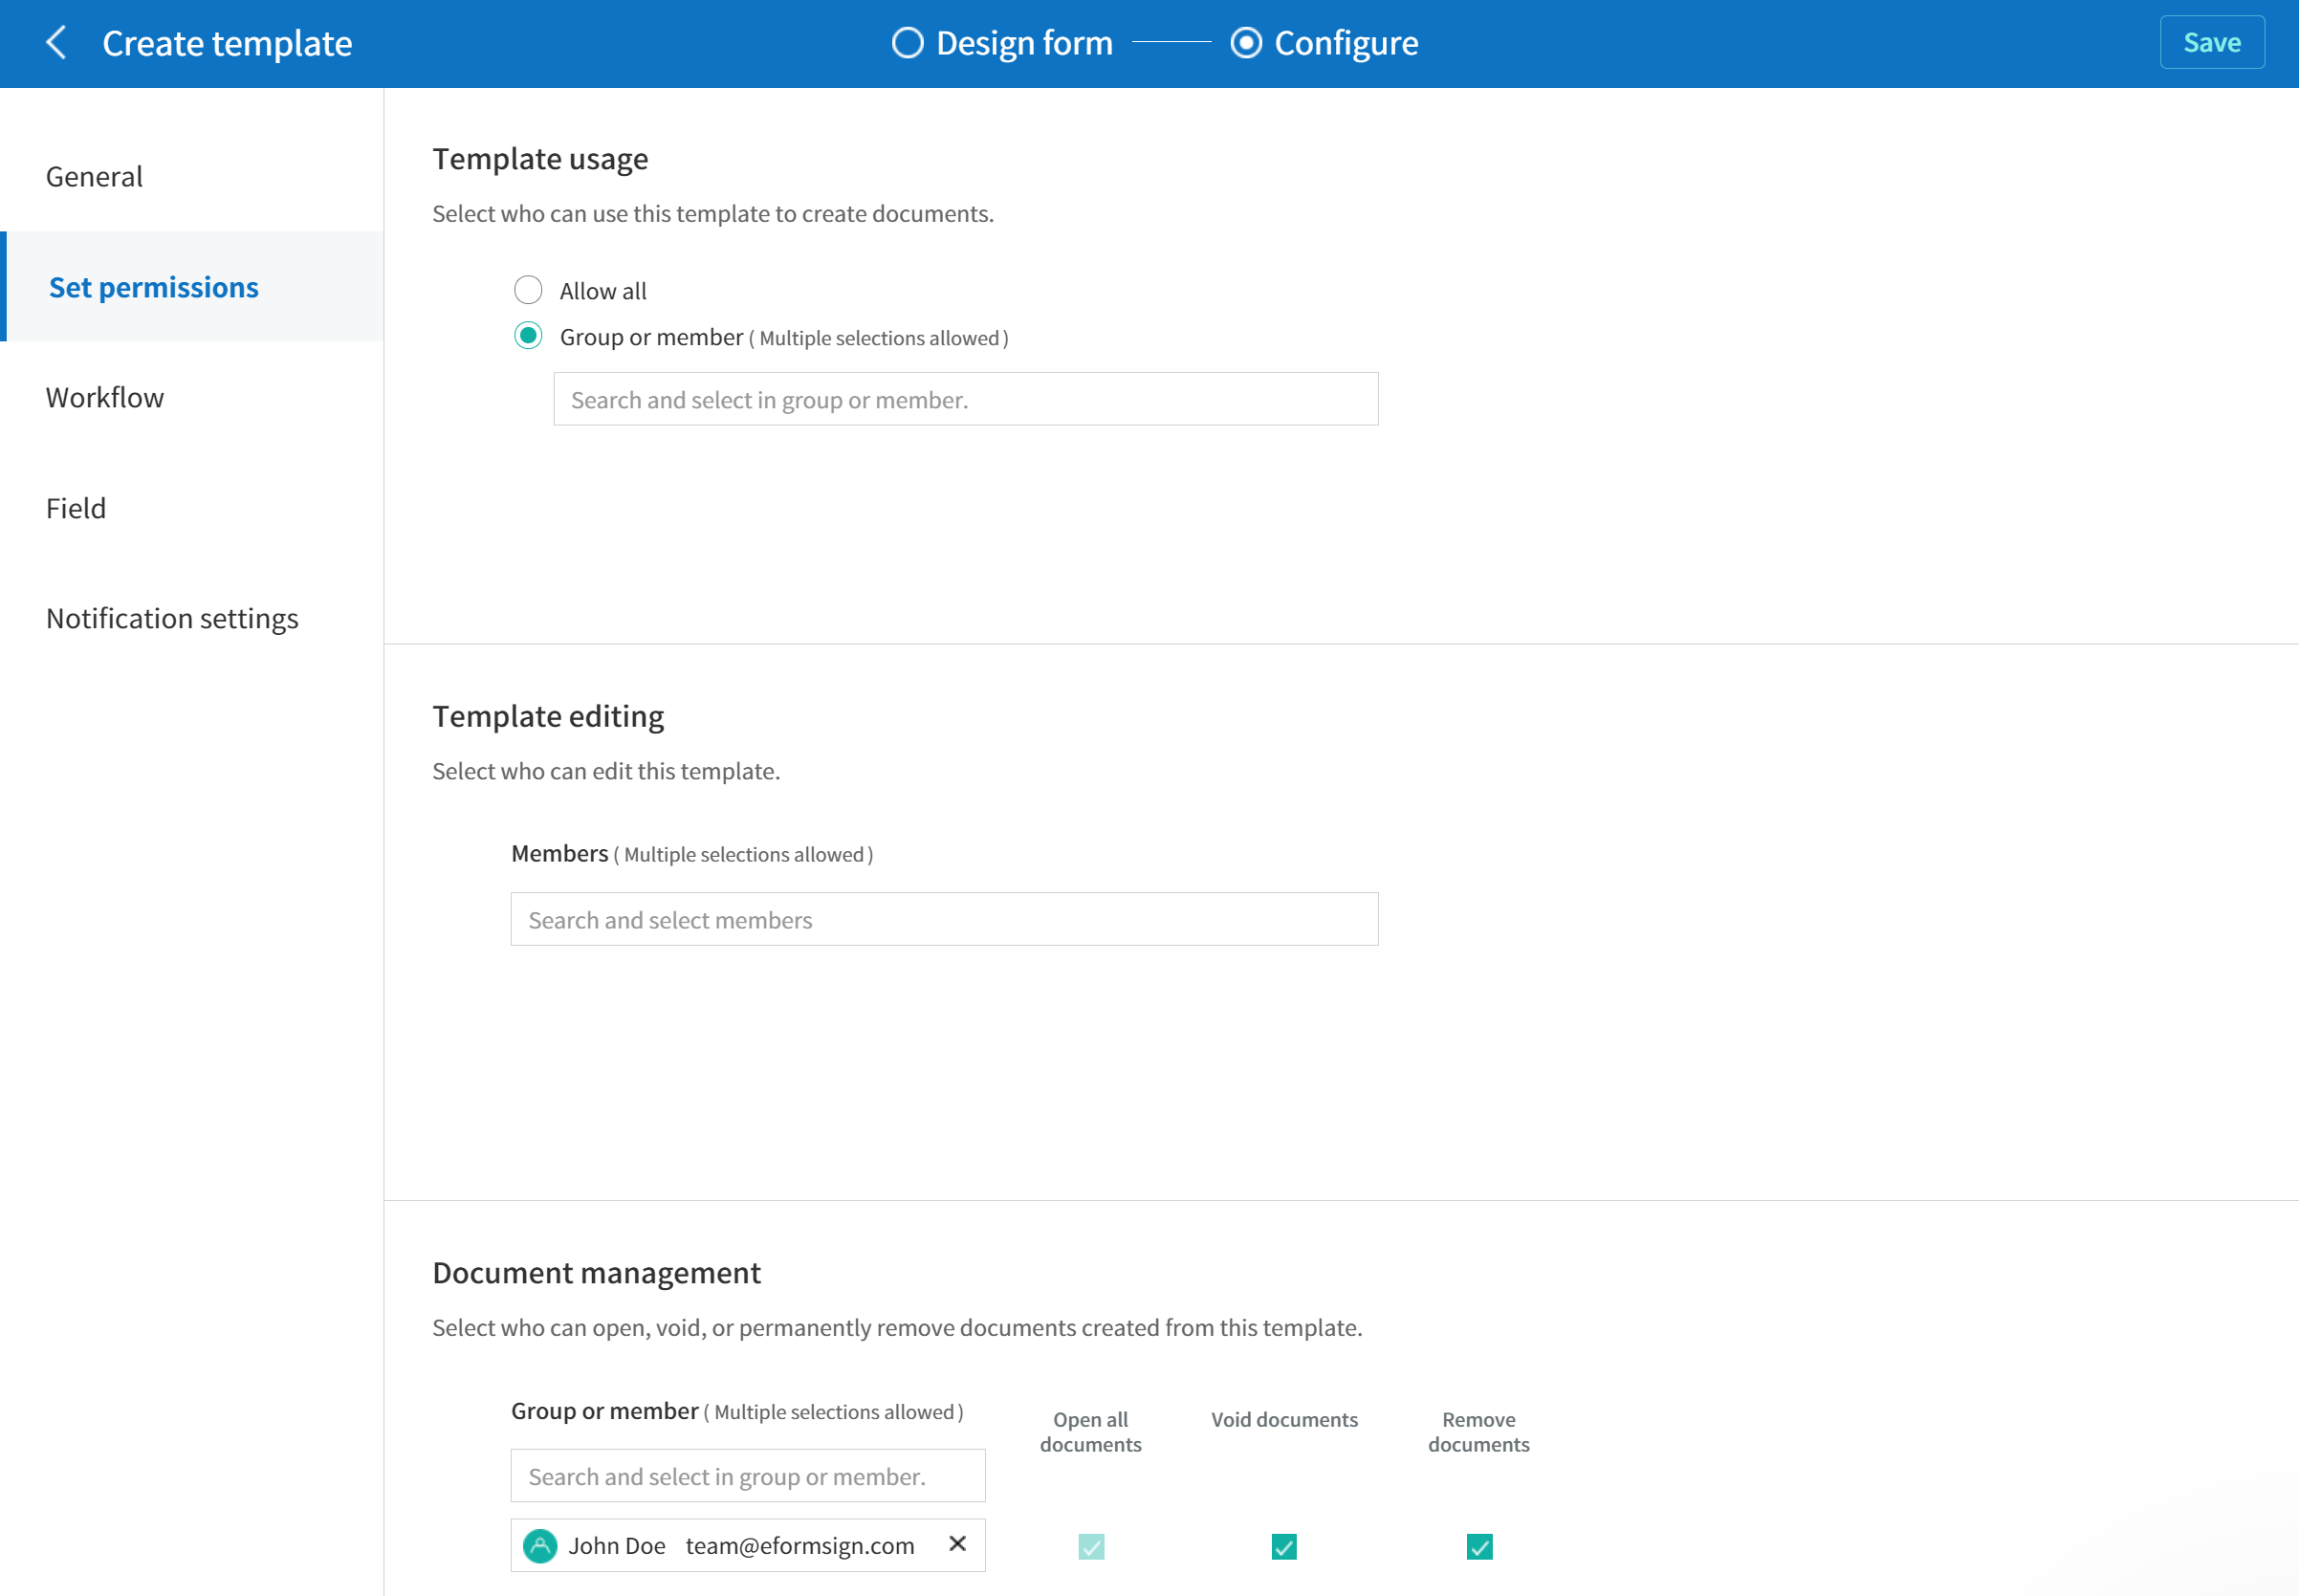 Create template
Design form
Configure
Save
General
Set permissions
Workflow
Field
Notification settings
Template usage
Select who can use this template to create documents.
Allow all
Group or member ( Multiple selections allowed )
Search and select in group or member.
Template editing
Select who can edit this template.
Members ( Multiple selections allowed )
Search and select members
Document management
Select who can open, void, or permanently remove documents created from this template.
Group or member ( Multiple selections allowed )
Open all
documents
Void documents
Remove
documents
Search and select in group or member.
John Doe team@eformsign.com